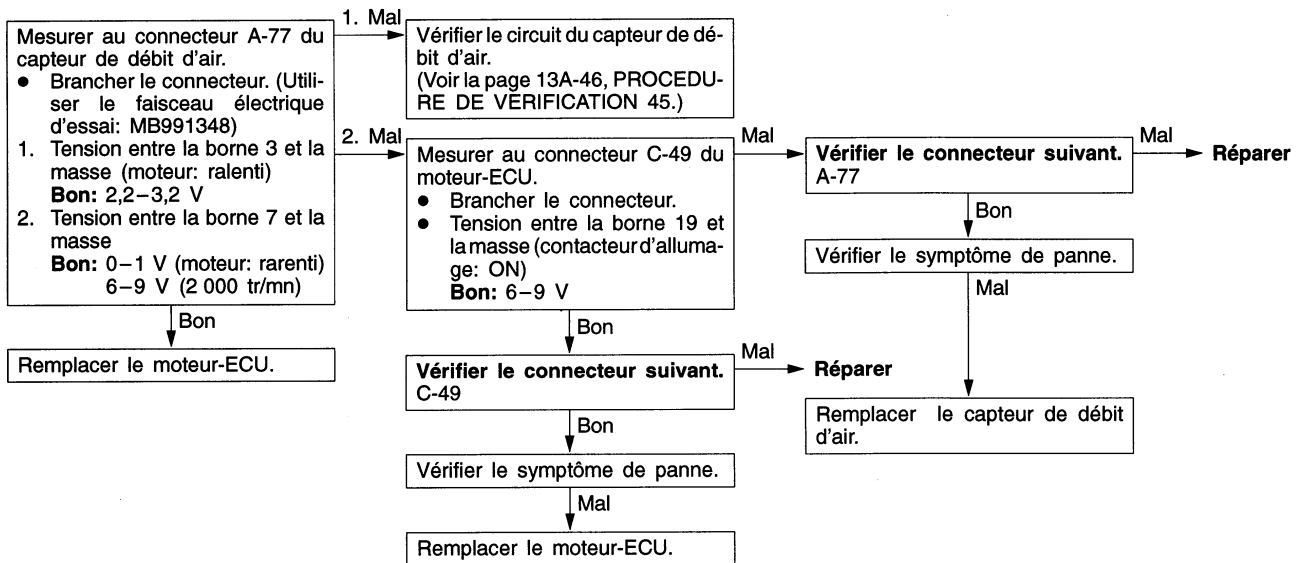 Mesurer au connecteur A-77 du
capteur de débit d'air.
● Brancher le connecteur. (Utili-
ser le faisceau électrique
d'essai: MB991348)
1. Tension entre la borne 3 et la
masse (moteur: ralenti)
Bon: 2,2–3,2 V
2. Tension entre la borne 7 et la
masse
Bon: 0–1 V (moteur: rarenti)
6–9 V (2 000 tr/mn)
Bon
Remplacer le moteur-ECU.
1. Mal
Vérifier le circuit du capteur de dé-
bit d'air.
(Voir la page 13A-46, PROCEDU-
RE DE VERIFICATION 45.)
2. Mal
Mesurer au connecteur C-49 du
moteur-ECU.
● Brancher le connecteur.
● Tension entre la borne 19 et
la masse (contacteur d'alluma-
ge: ON)
Bon: 6–9 V
Bon
Vérifier le connecteur suivant.
C-49
Mal
Réparer
Bon
Vérifier le symptôme de panne.
Mal
Remplacer le moteur-ECU.
Mal
Vérifier le connecteur suivant.
A-77
Mal
Réparer
Bon
Vérifier le symptôme de panne.
Mal
Remplacer le capteur de débit
d'air.